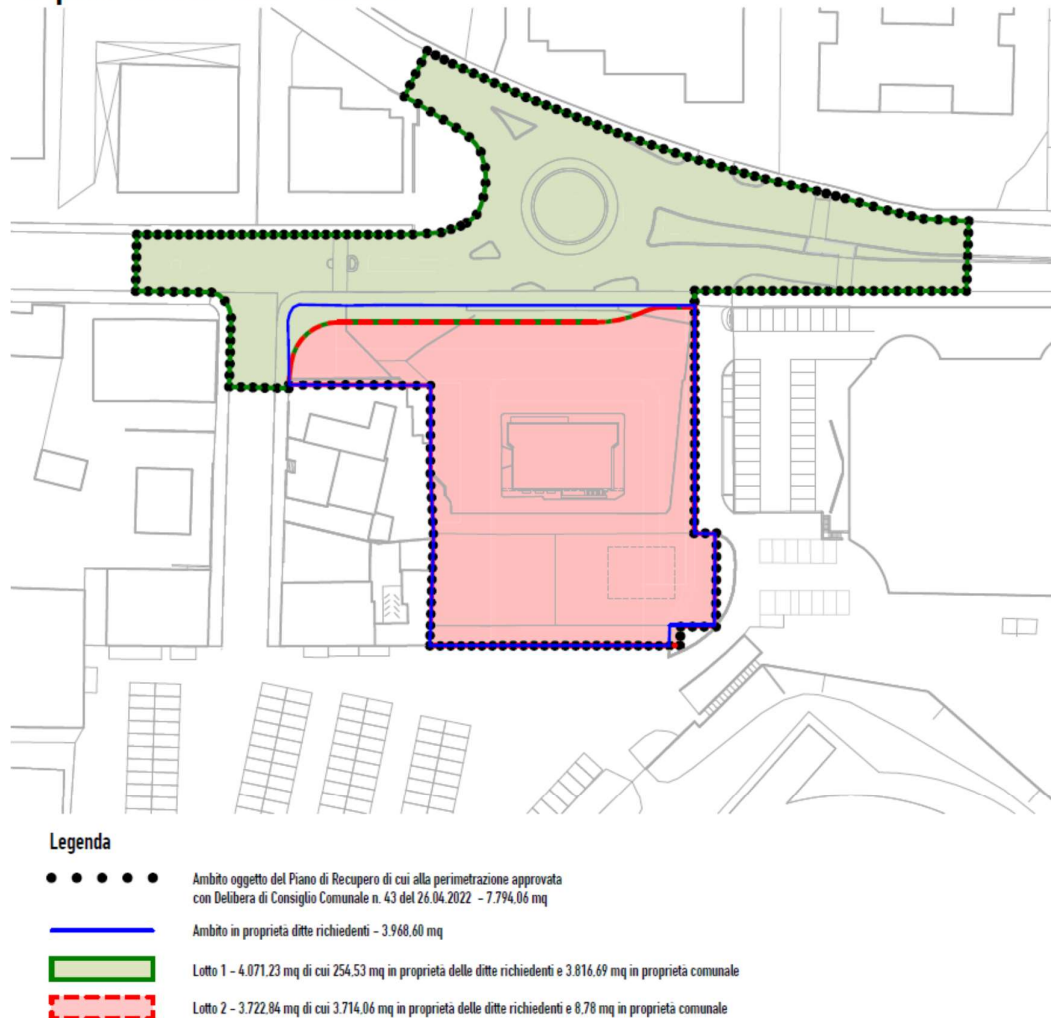 Legenda
Ambito oggetto del Piano di Recupero di cui alla perimetrazione approvata
con Delibera di Consiglio Comunale n. 43 del 26.04.2022 - 7.794,06 mq
Ambito in proprietà ditte richiedenti - 3.968,60 mq
Lotto 1 - 4.071,23 mq di cui 254,53 mq in proprietà delle ditte richiedenti e 3.816,69 mq in proprietà comunale
Lotto 2 - 3.722,84 mq di cui 3.714,06 mq in proprietà delle ditte richiedenti e 8,78 mq in proprietà comunale